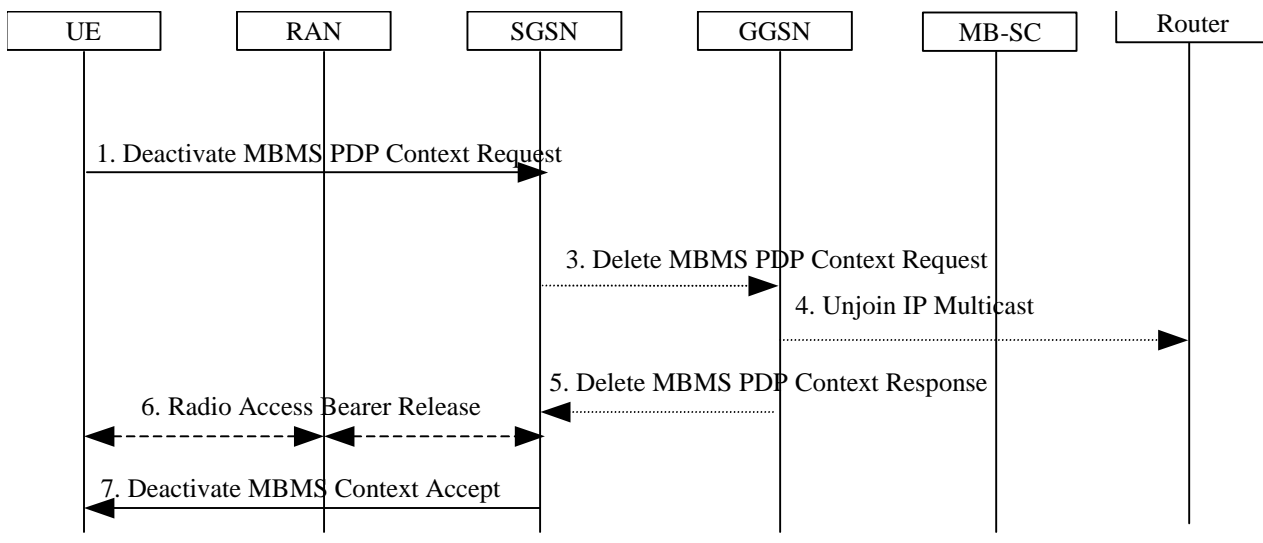 UE
RAN
SGSN
GGSN
MB-SC
Router
1. Deactivate MBMS PDP Context Request
3. Delete MBMS PDP Context Request
4. Unjoin IP Multicast
5. Delete MBMS PDP Context Response
6. Radio Access Bearer Release
7. Deactivate MBMS Context Accept